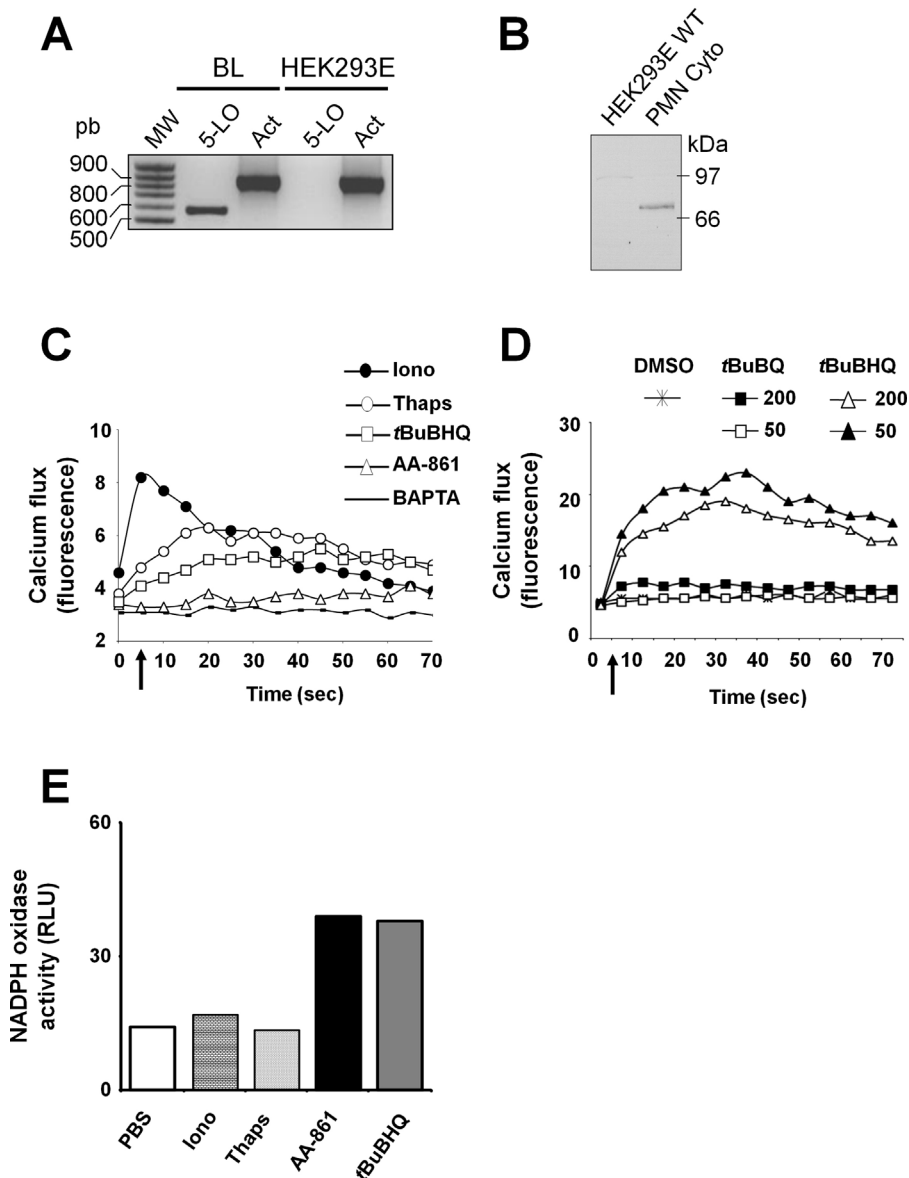 A
BL HEK293E
pb MW 5-LO Act 5-LO Act
900
800
600
500
B
HEK293E WT
PMN Cyto
kDa
97
66
C
Iono
Thaps
tBuBHQ
AA-861
BAPTA
Calcium flux
(fluorescence)
10
8
6
4
2
0 10 20 30 40 50 60 70
Time (sec)
D
DMSO tBuBQ tBuBHQ
200 200
50 50
Calcium flux
(fluorescence)
30
20
10
0
0 10 20 30 40 50 60 70
Time (sec)
E
NADPH oxidase
activity (RLU)
60
30
0
PBS Iono Thaps AA-861 tBuBHQ